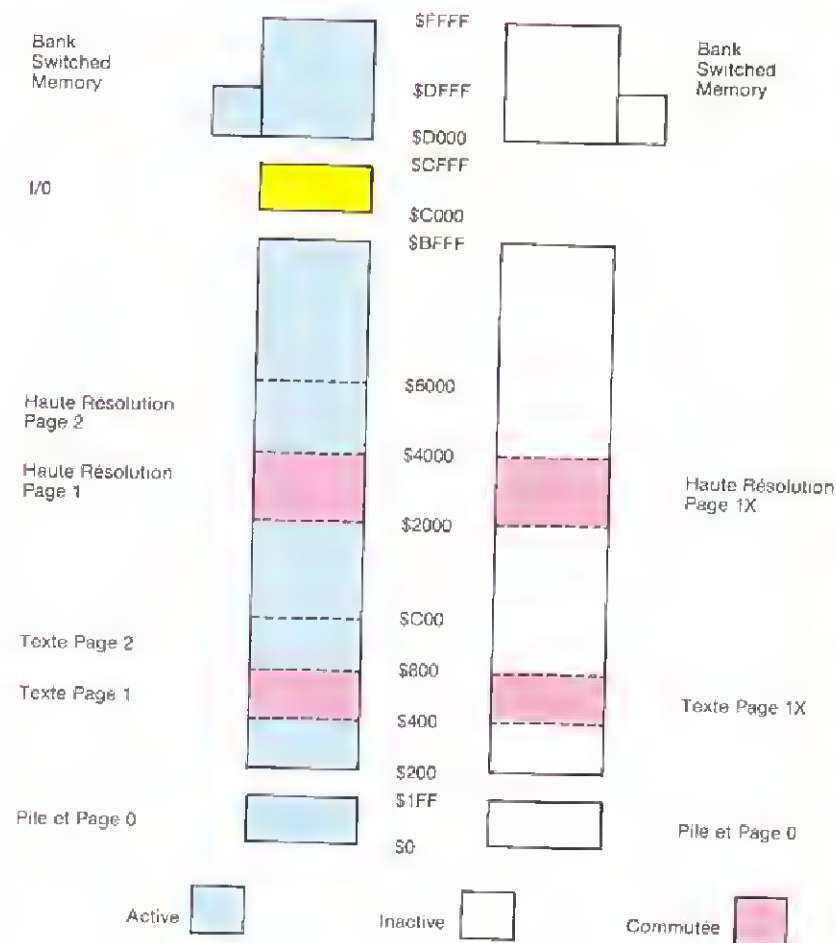 $FFFF
Bank
Switched
Memory
Bank
Switched
Memory
$DFFF
$D000
$CFFF
I/0
$C000
$BFFF
$6000
Haute Résolution
Page 2
$4000
Haute Résolution
Page 1
Haute Résolution
Page 1X
$2000
$C00
Texte Page 2
$800
Texte Page 1
Texte Page 1X
$400
$200
$1FF
Pile et Page 0
Pile et Page 0
$0
Active
Inactive
Commutée